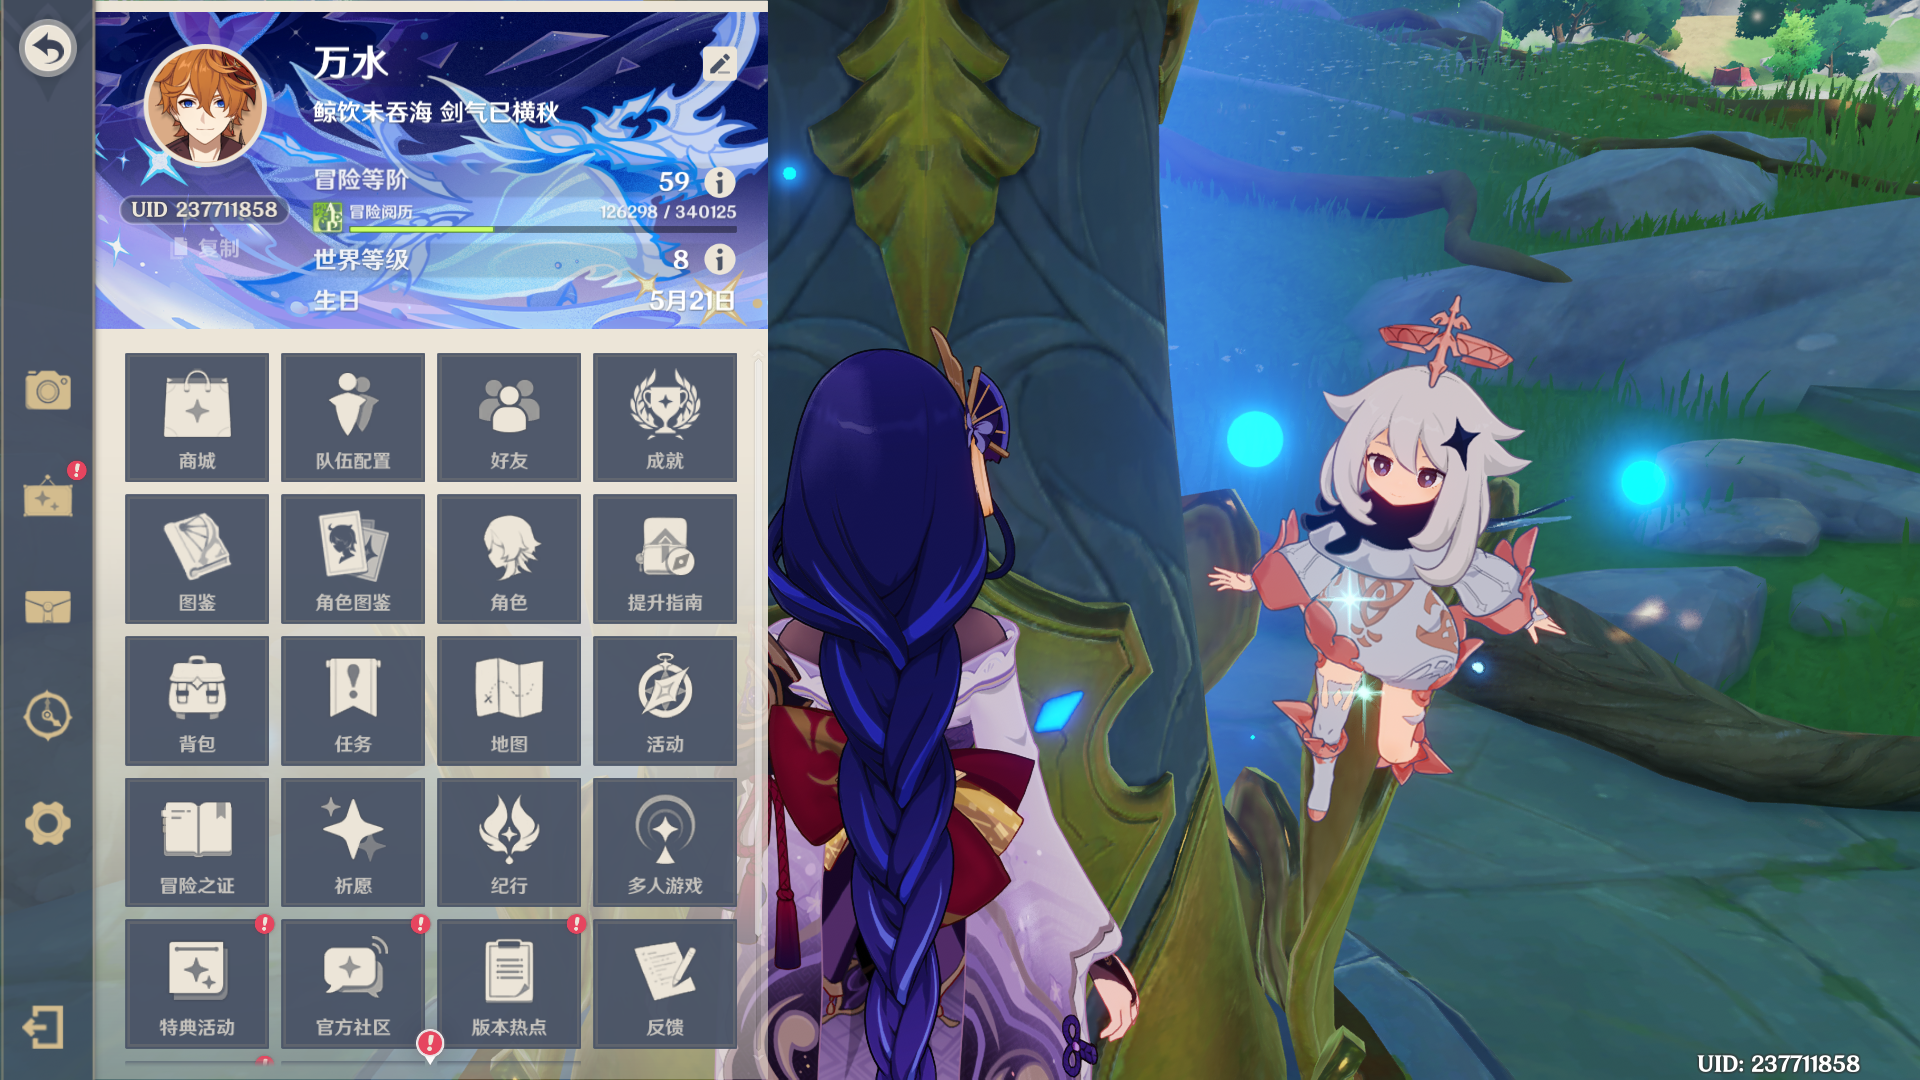 万水
鲸饮未吞海 剑气已横秋
冒险等阶 59
冒险阅历 126298 / 340125
UID 237711858
复制
世界等级 8
生日 5月21日
商城 队伍配置 好友 成就
图鉴 角色图鉴 角色 提升指南
背包 任务 地图 活动
冒险之证 祈愿 纪行 多人游戏
特典活动 官方社区 版本热点 反馈
UID: 237711858